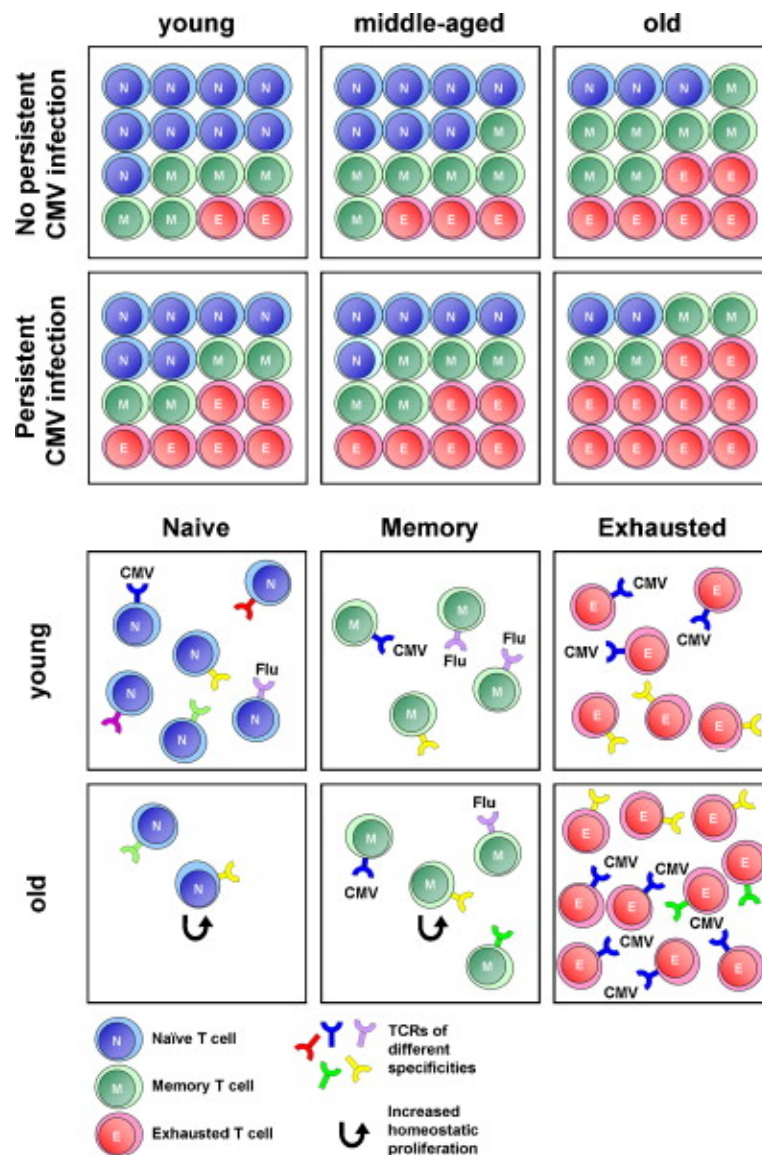 young middle-aged old
No persistent
CMV infection
N N N N N N N N N N N M
N N N N N N N M M M M M
N M M M M M M M M M E E
M M E E M E E E E E E E
Persistent
CMV infection
N N N N N N N N N N M M
N N M M N M M M M M E E
M M E E M M E E E E E E
E E E E E E E E E E E E
Naive Memory Exhausted
young
CMV
N
N
N
Flu
N
N
N
M
M
CMV
Flu
Flu
M
M
E
CMV
E
CMV
CMV
E
E
E
E
old
N
N
M
CMV
Flu
M
M
M
E
E
E
CMV
CMV
E
E
E
E
E
CMV
CMV
CMV
E
E
CMV
N
Naïve T cell
M
Memory T cell
E
Exhausted T cell
TCRs of
different
specificities
Increased
homeostatic
proliferation